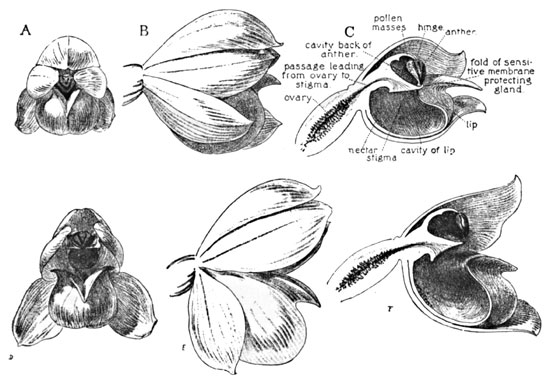 A
B
C
pollen
masses
hinge
anther.
cavity back of
anther.
passage leading
from ovary to
stigma
fold of sensi-
tive membrane
protecting
gland
ovary
lip
nectar
stigma
cavity of lip
D
E
F